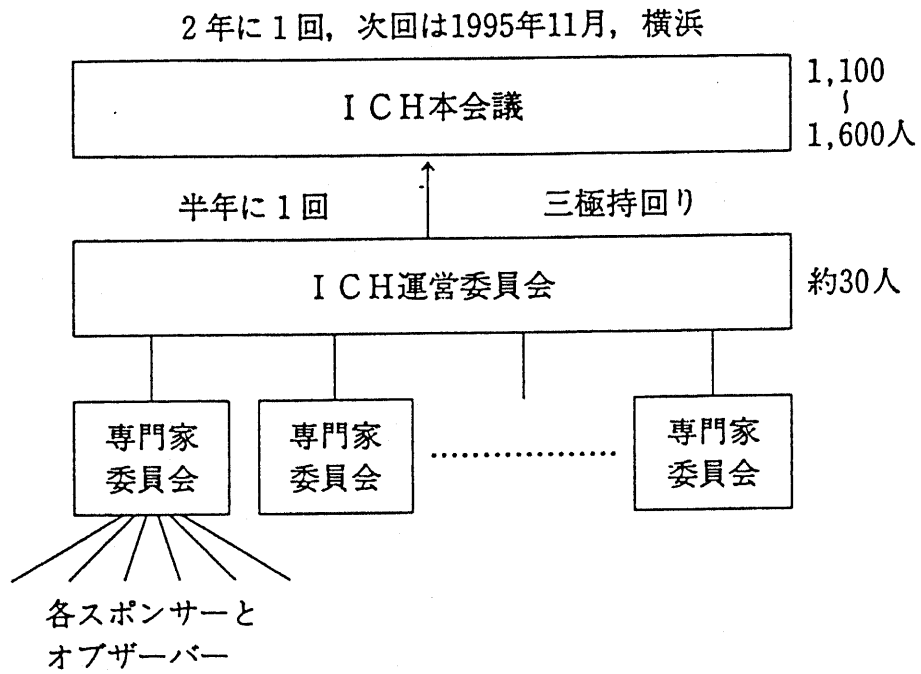 2年に1回，次回は1995年11月，横浜
ＩＣＨ本会議
1,100
〜
1,600人
半年に1回
三極持回り
ＩＣＨ運営委員会
約30人
専門家
委員会
専門家
委員会
専門家
委員会
各スポンサーと
オブザーバー